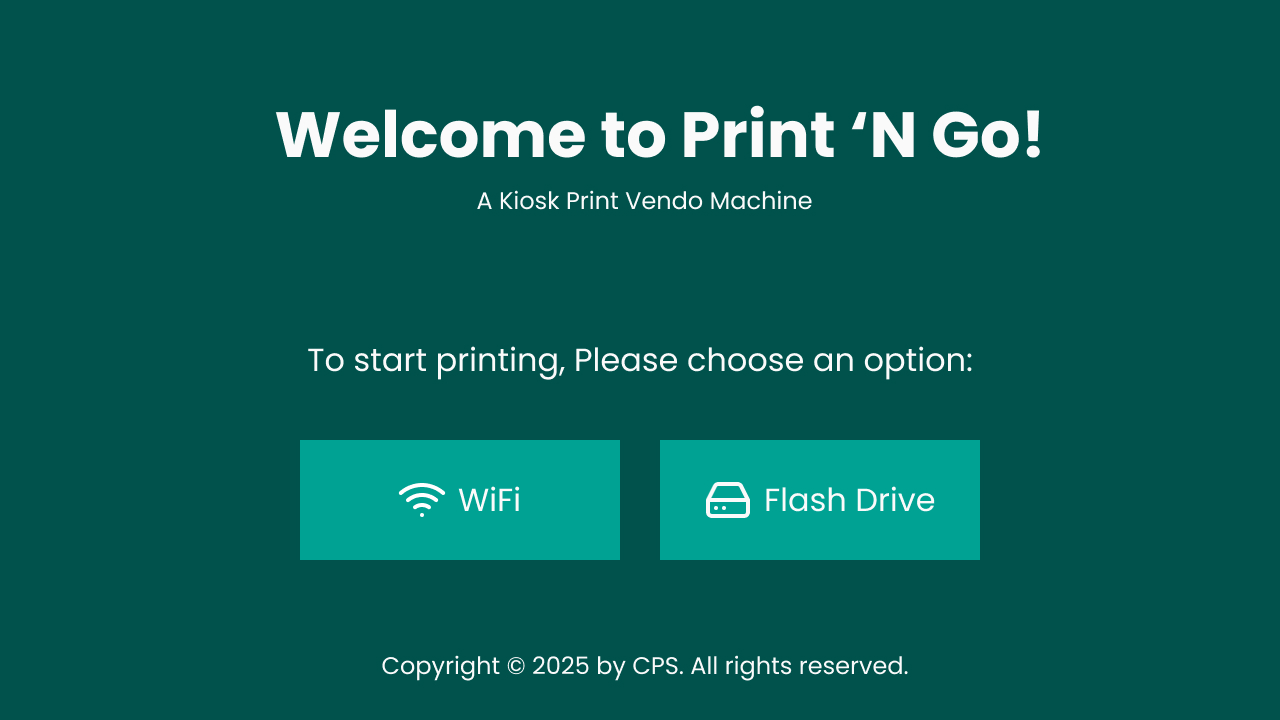 Welcome to Print ‘N Go!
A Kiosk Print Vendo Machine
To start printing, Please choose an option:
WiFi
Flash Drive
Copyright © 2025 by CPS. All rights reserved.